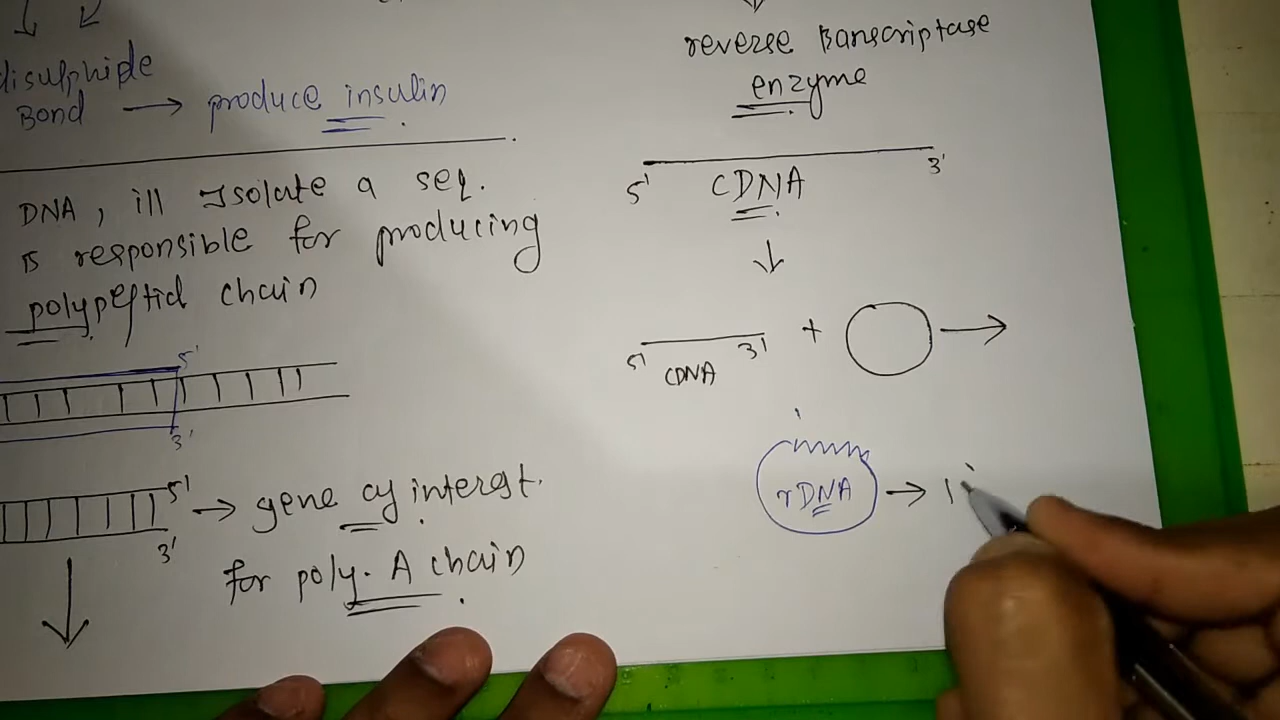 disulphide
Bond → produce insulin
DNA, ill Isolate a seq.
is responsible for producing
polypeptid chain
5'
3'
5' → gene of interest.
3'
for poly. A chain
reverse transcriptase
enzyme
5' CDNA 3'
5' 3' + →
CDNA
rDNA → i